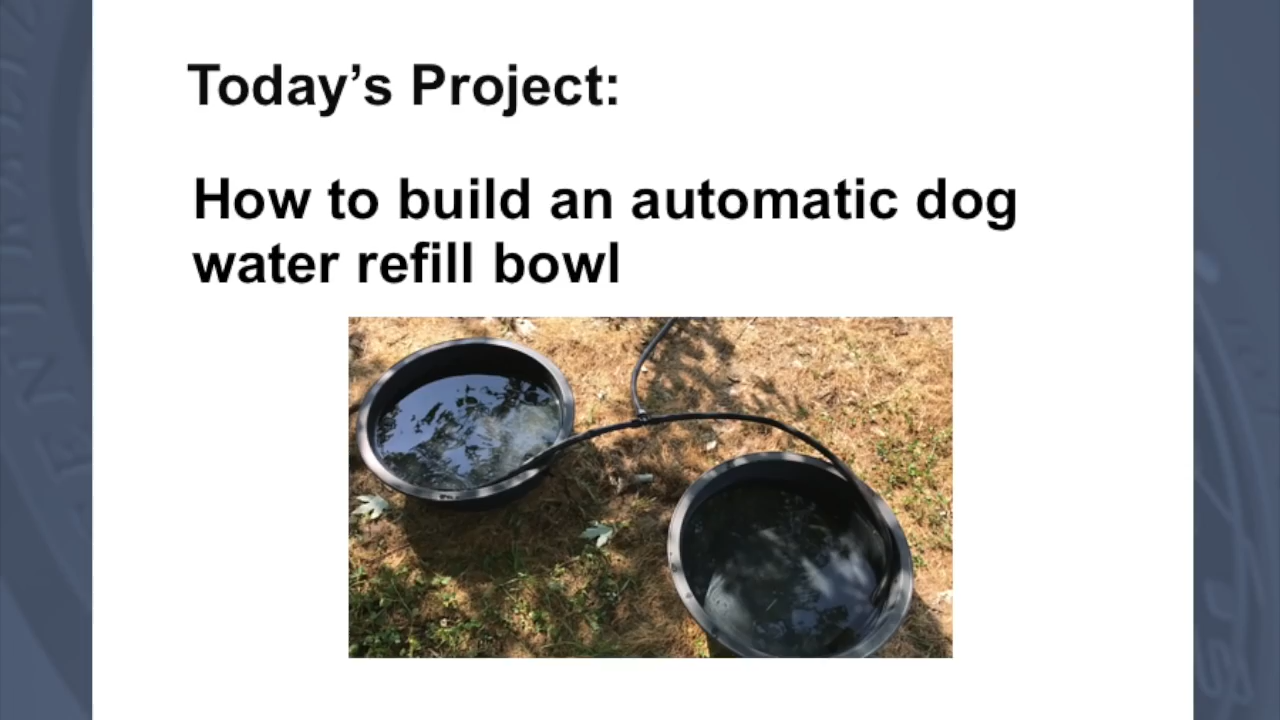 Today’s Project:
How to build an automatic dog
water refill bowl